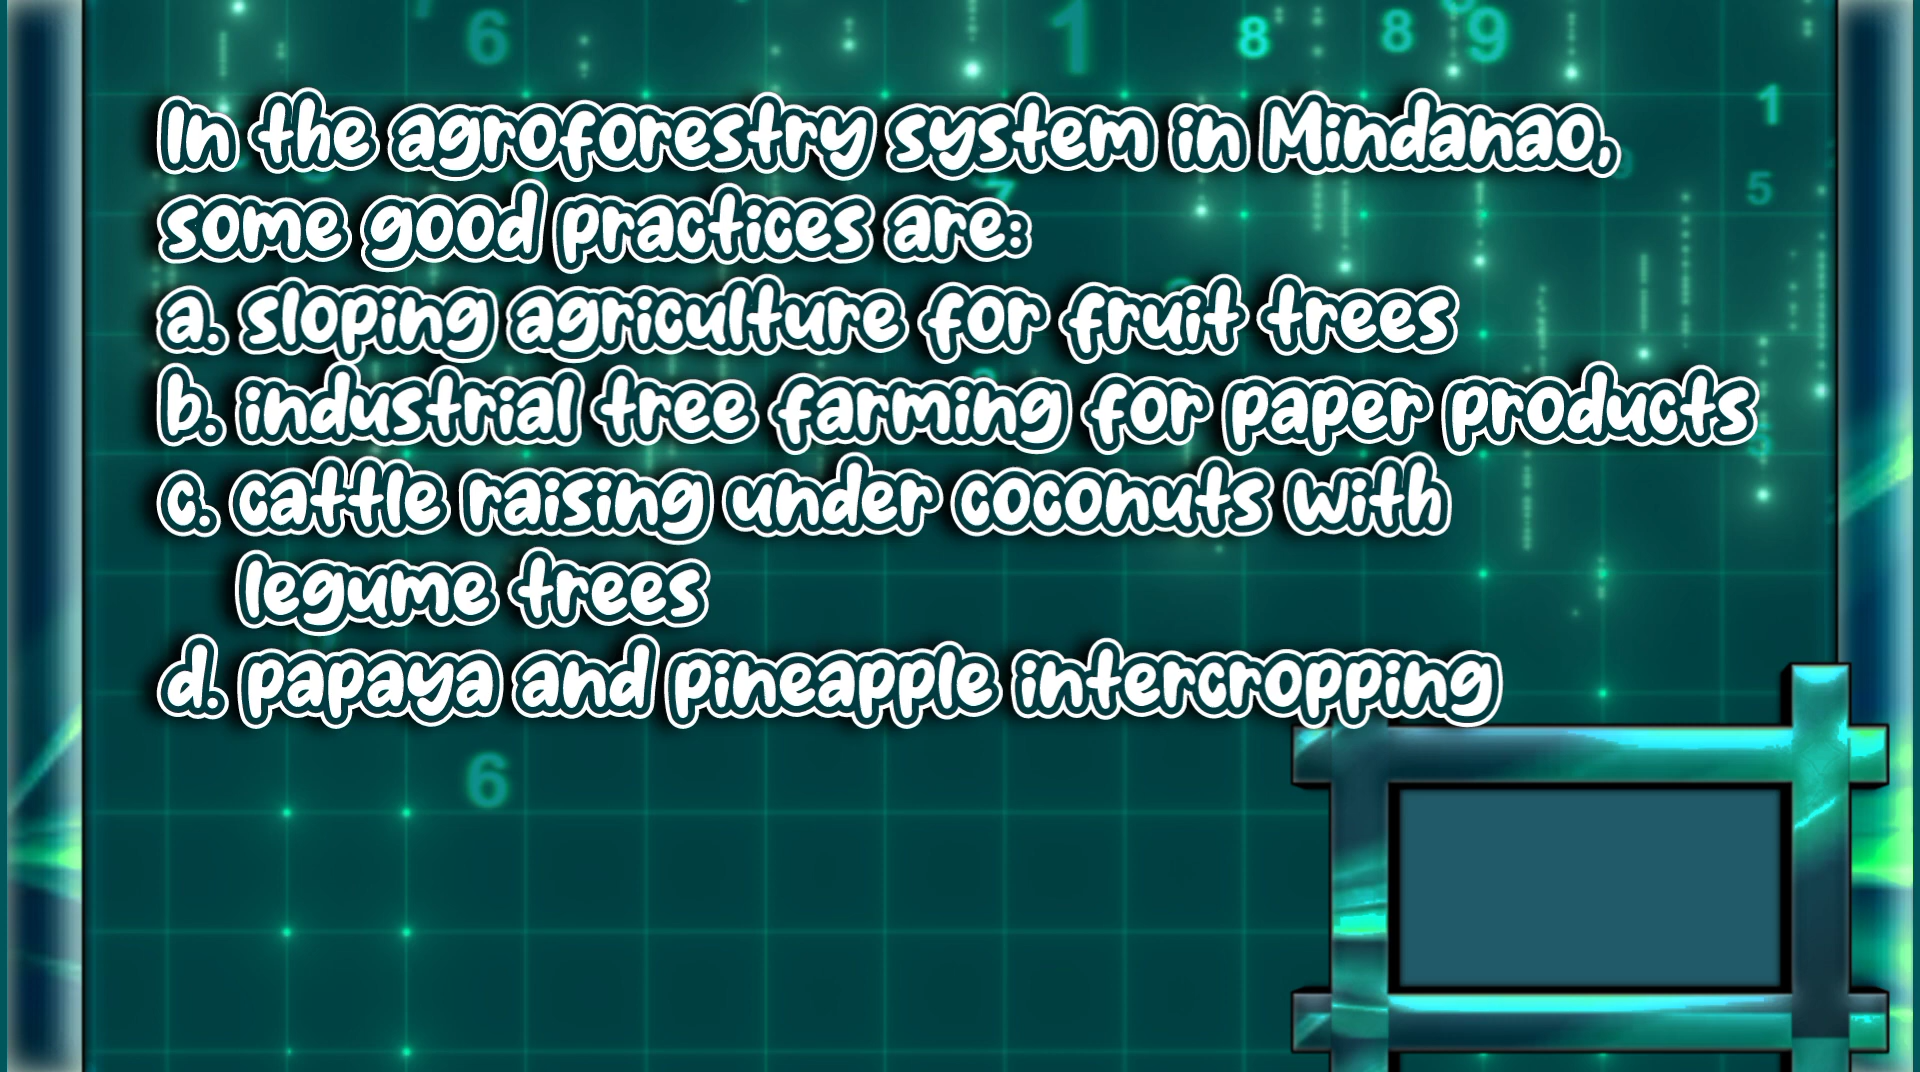 In the agroforestry system in Mindanao,
some good practices are:
a. sloping agriculture for fruit trees
b. industrial tree farming for paper products
c. cattle raising under coconuts with
legume trees
d. papaya and pineapple intercropping